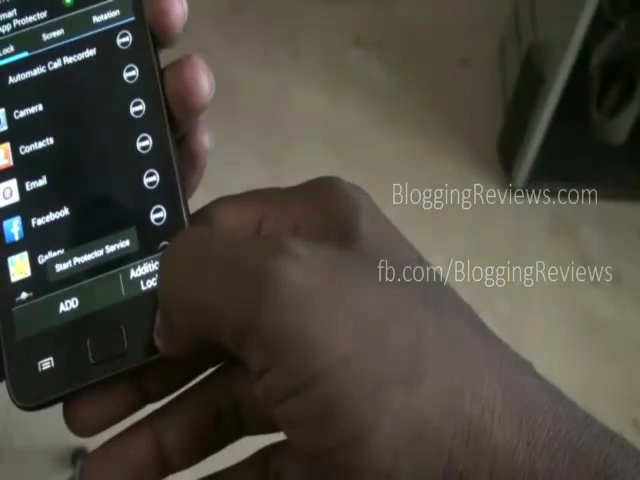 Smart
App Protector
Lock Screen Rotation
Automatic Call Recorder
Camera
Contacts
Email
Facebook
Start Protector Service
ADD
BloggingReviews.com
fb.com/BloggingReviews